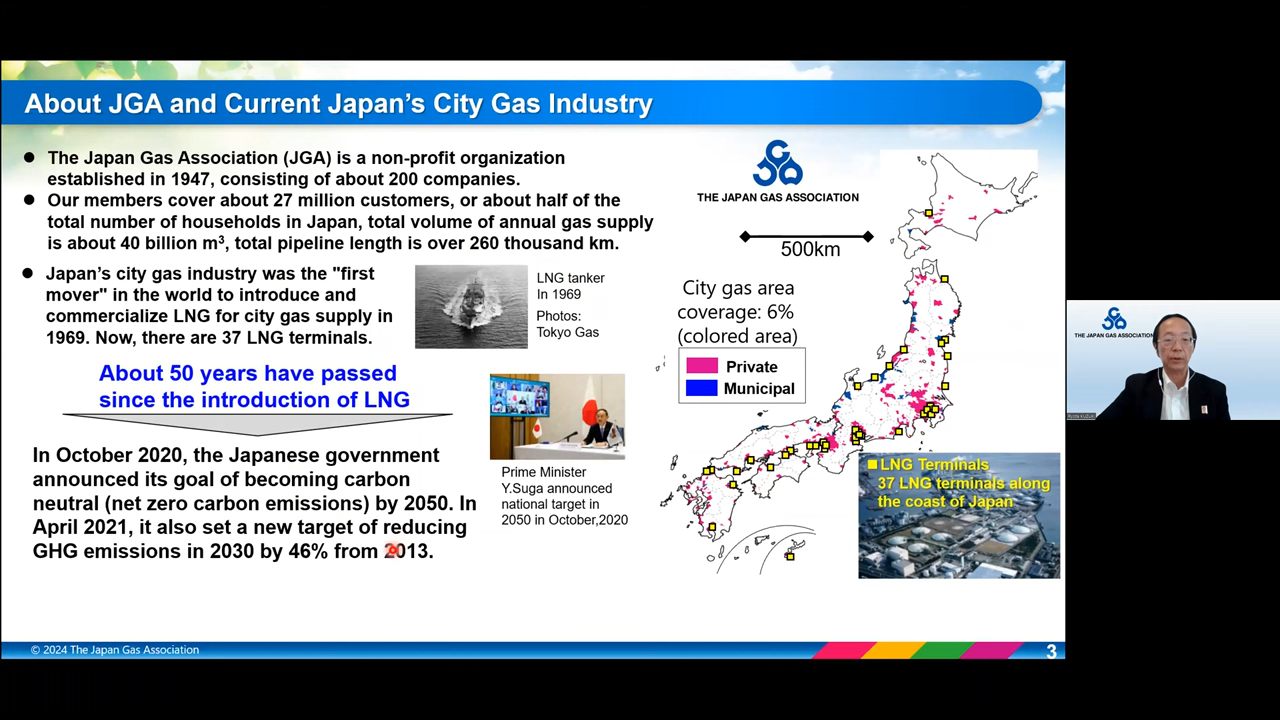 About JGA and Current Japan's City Gas Industry
● The Japan Gas Association (JGA) is a non-profit organization
established in 1947, consisting of about 200 companies.
● Our members cover about 27 million customers, or about half of the
total number of households in Japan, total volume of annual gas supply
is about 40 billion m³, total pipeline length is over 260 thousand km.
● Japan's city gas industry was the "first
mover" in the world to introduce and
commercialize LNG for city gas supply in
1969. Now, there are 37 LNG terminals.
LNG tanker
In 1969
Photos:
Tokyo Gas
About 50 years have passed
since the introduction of LNG
In October 2020, the Japanese government
announced its goal of becoming carbon
neutral (net zero carbon emissions) by 2050. In
April 2021, it also set a new target of reducing
GHG emissions in 2030 by 46% from 2013.
Prime Minister
Y.Suga announced
national target in
2050 in October,2020
THE JAPAN GAS ASSOCIATION
500km
City gas area
coverage: 6%
(colored area)
Private
Municipal
LNG Terminals
37 LNG terminals along
the coast of Japan
© 2024 The Japan Gas Association
3
THE JAPAN GAS ASSOCIATION